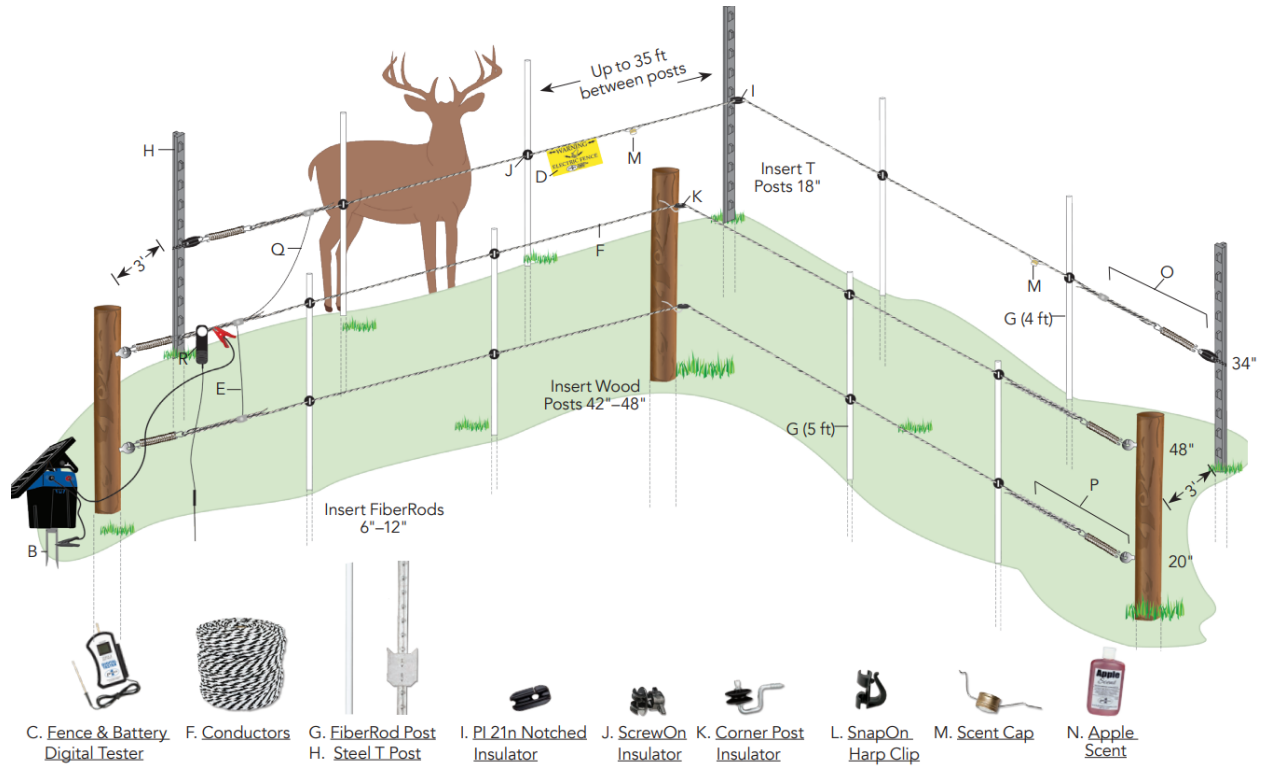 Up to 35 ft
between posts
I
H
J
D
WARNING
ELECTRIC FENCE
M
Insert T
Posts 18"
K
F
Q
3'
M
O
G (4 ft)
34"
R
E
Insert Wood
Posts 42"–48"
G (5 ft)
48"
3'
P
Insert FiberRods
6"–12"
B
20"
Apple
Scent
C. Fence & Battery
Digital Tester
F. Conductors
G. FiberRod Post
H. Steel T Post
I. PI 21n Notched
Insulator
J. ScrewOn
Insulator
K. Corner Post
Insulator
L. SnapOn
Harp Clip
M. Scent Cap
N. Apple
Scent